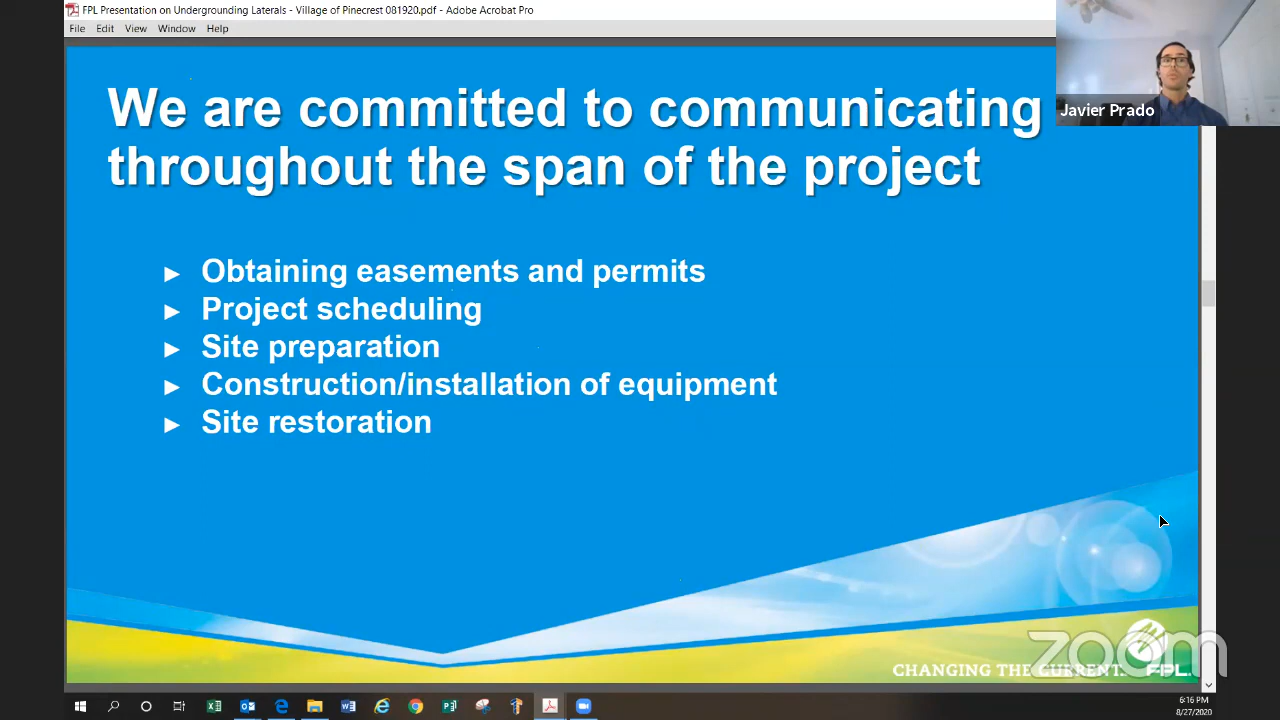 FPL Presentation on Undergrounding Laterals - Village of Pinecrest 081920.pdf - Adobe Acrobat Pro
File Edit View Window Help
Javier Prado
We are committed to communicating
throughout the span of the project
► Obtaining easements and permits
► Project scheduling
► Site preparation
► Construction/installation of equipment
► Site restoration
CHANGING THE CURRENT. FPL.
zoom
6:16 PM
8/27/2020